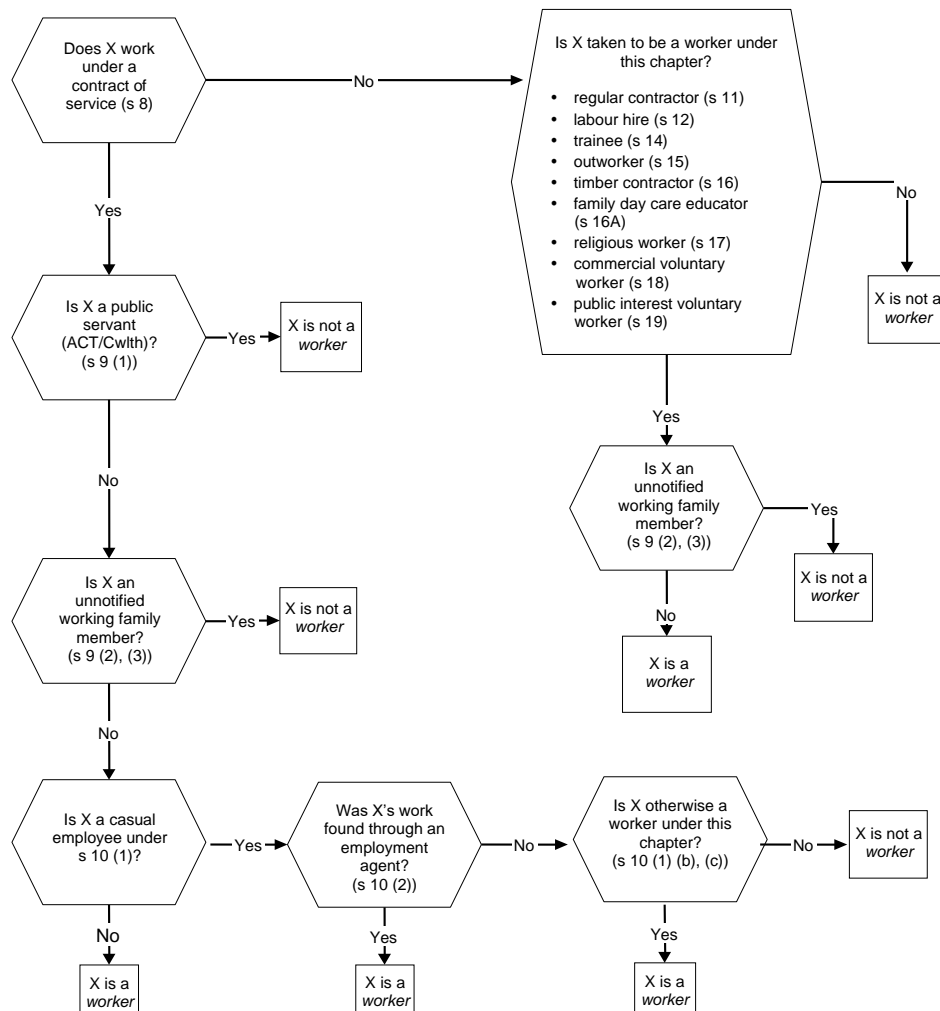 Does X work
under a
contract of
service (s 8)
No
Is X taken to be a worker under
this chapter?
• regular contractor (s 11)
• labour hire (s 12)
• trainee (s 14)
• outworker (s 15)
• timber contractor (s 16)
• family day care educator
(s 16A)
• religious worker (s 17)
• commercial voluntary
worker (s 18)
• public interest voluntary
worker (s 19)
No
X is not a
worker
Yes
Is X a public
servant
(ACT/Cwlth)?
(s 9 (1))
Yes
X is not a
worker
Yes
Is X an
unnotified
working family
member?
(s 9 (2), (3))
Yes
X is not a
worker
No
X is a
worker
No
Is X an
unnotified
working family
member?
(s 9 (2), (3))
Yes
X is not a
worker
No
Is X a casual
employee under
s 10 (1)?
Yes
Was X's work
found through an
employment
agent?
(s 10 (2))
No
Is X otherwise a
worker under this
chapter?
(s 10 (1) (b), (c))
No
X is not a
worker
No
X is a
worker
Yes
X is a
worker
Yes
X is a
worker